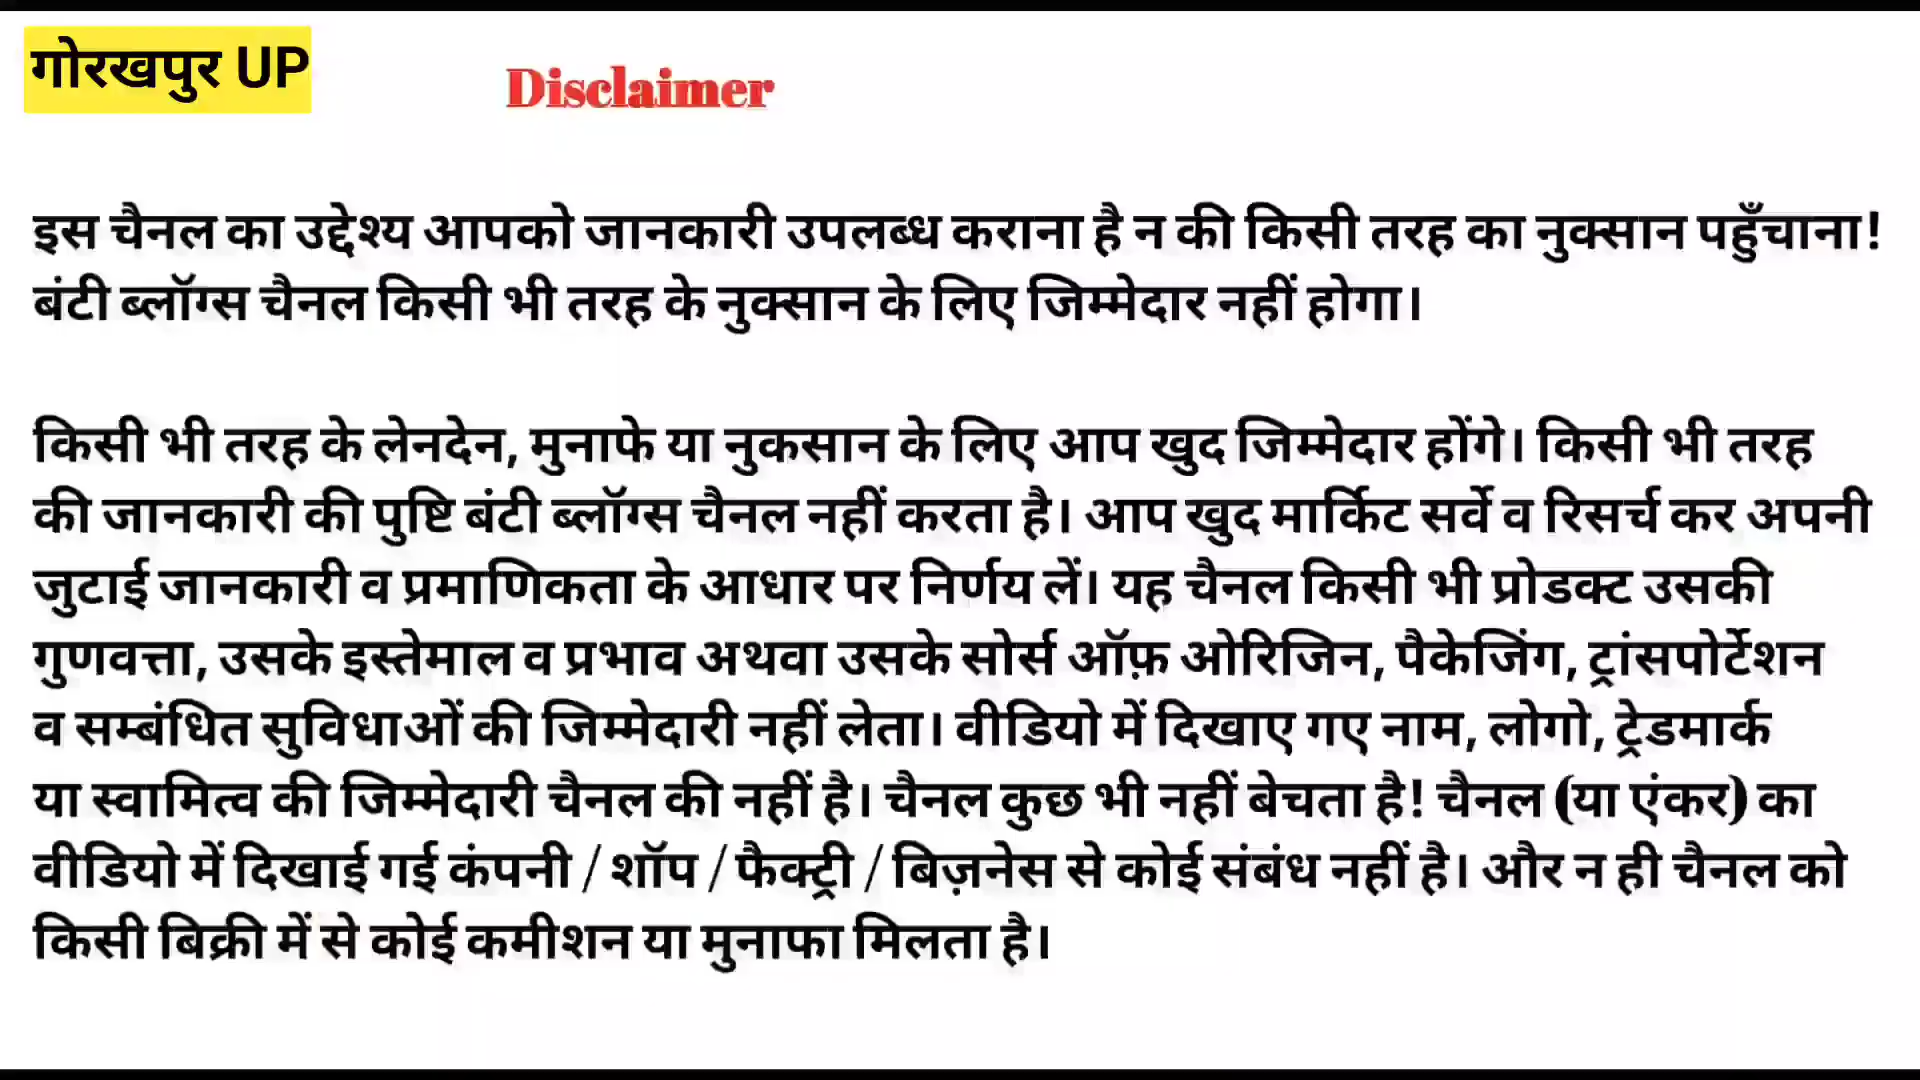 गोरखपुर UP
Disclaimer
इस चैनल का उद्देश्य आपको जानकारी उपलब्ध कराना है न की किसी तरह का नुक्सान पहुँचाना!
बंटी ब्लॉग्स चैनल किसी भी तरह के नुक्सान के लिए जिम्मेदार नहीं होगा।
किसी भी तरह के लेनदेन, मुनाफे या नुकसान के लिए आप खुद जिम्मेदार होंगे। किसी भी तरह
की जानकारी की पुष्टि बंटी ब्लॉग्स चैनल नहीं करता है। आप खुद मार्किट सर्वे व रिसर्च कर अपनी
जुटाई जानकारी व प्रमाणिकता के आधार पर निर्णय लें। यह चैनल किसी भी प्रोडक्ट उसकी
गुणवत्ता, उसके इस्तेमाल व प्रभाव अथवा उसके सोर्स ऑफ़ ओरिजिन, पैकेजिंग, ट्रांसपोर्टेशन
व सम्बंधित सुविधाओं की जिम्मेदारी नहीं लेता। वीडियो में दिखाए गए नाम, लोगो, ट्रेडमार्क
या स्वामित्व की जिम्मेदारी चैनल की नहीं है। चैनल कुछ भी नहीं बेचता है! चैनल (या एंकर) का
वीडियो में दिखाई गई कंपनी / शॉप / फैक्ट्री / बिज़नेस से कोई संबंध नहीं है। और न ही चैनल को
किसी बिक्री में से कोई कमीशन या मुनाफा मिलता है।